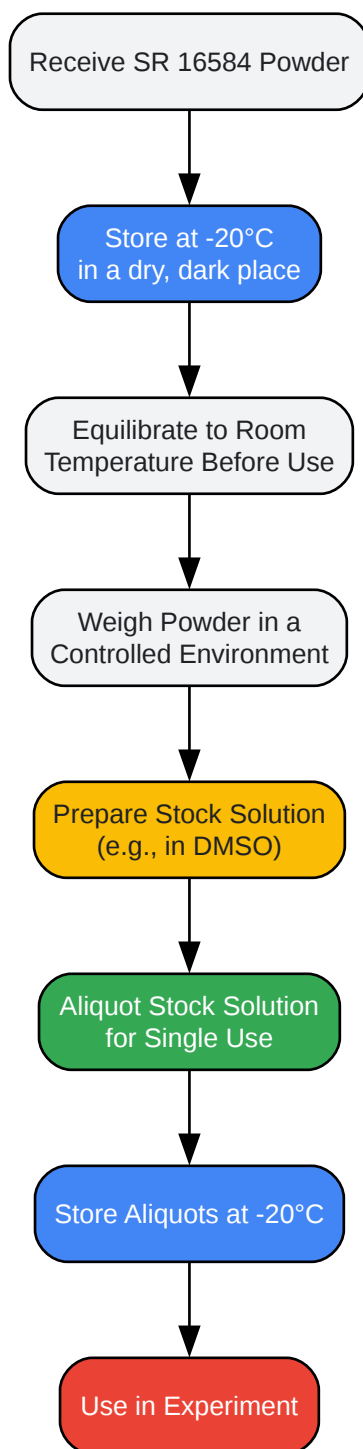 Receive SR 16584 Powder
Store at -20°C
in a dry, dark place
Equilibrate to Room
Temperature Before Use
Weigh Powder in a
Controlled Environment
Prepare Stock Solution
(e.g., in DMSO)
Aliquot Stock Solution
for Single Use
Store Aliquots at -20°C
Use in Experiment